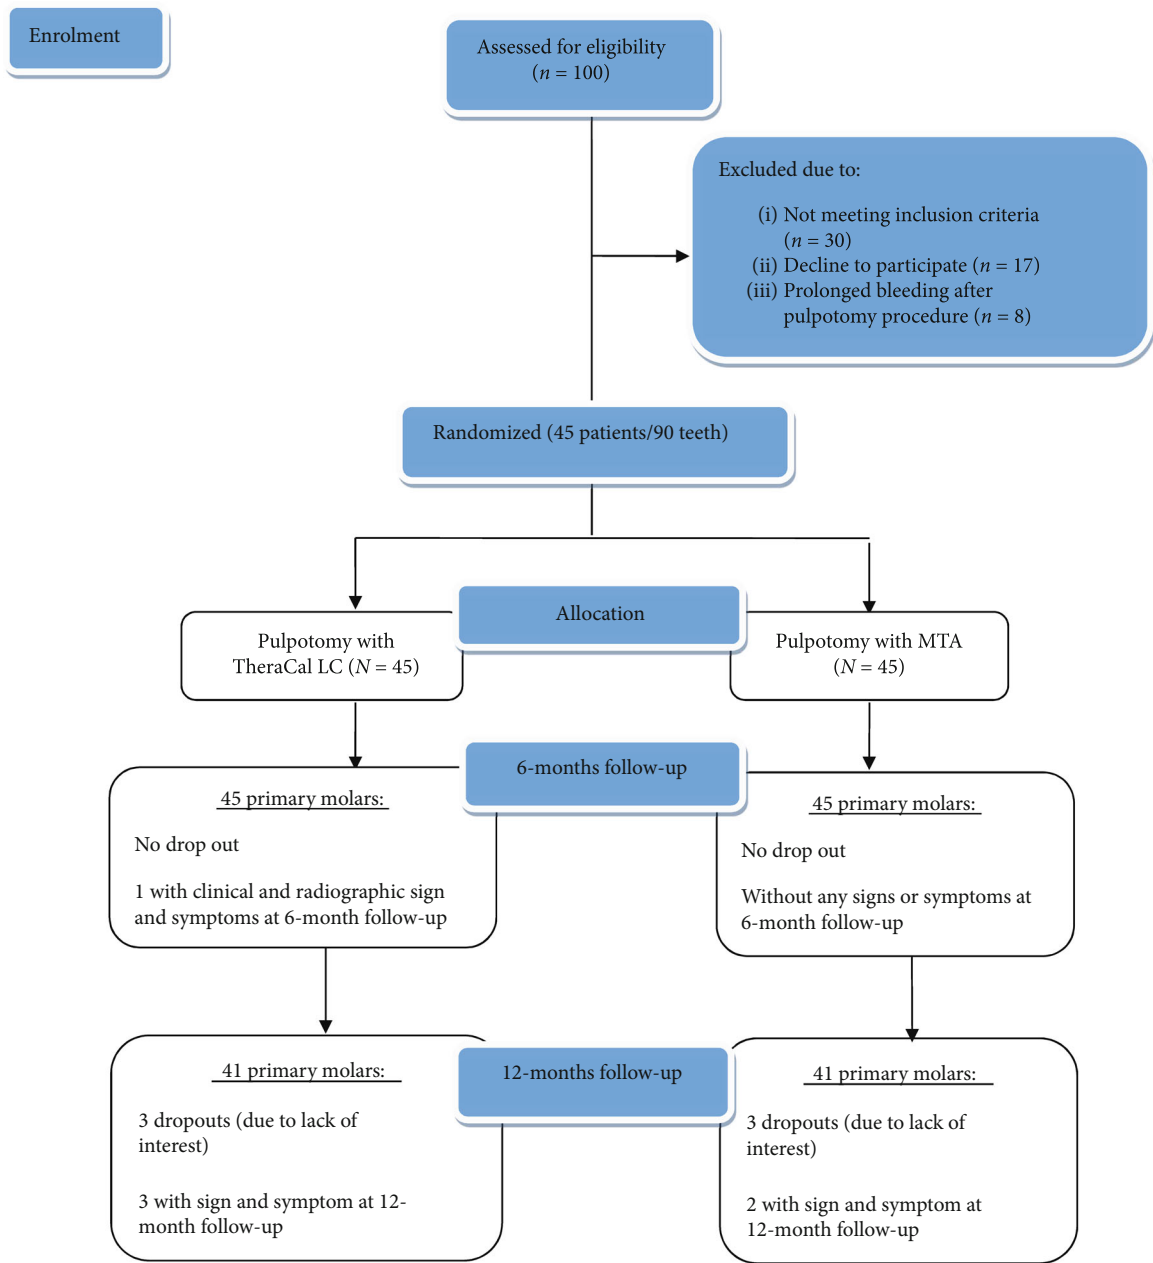 Enrolment
Assessed for eligibility
(n = 100)
Excluded due to:
(i) Not meeting inclusion criteria
(n = 30)
(ii) Decline to participate (n = 17)
(iii) Prolonged bleeding after
pulpotomy procedure (n = 8)
Randomized (45 patients/90 teeth)
Allocation
Pulpotomy with
TheraCal LC (N = 45)
Pulpotomy with MTA
(N = 45)
6-months follow-up
45 primary molars:
No drop out
1 with clinical and radiographic sign
and symptoms at 6-month follow-up
45 primary molars:
No drop out
Without any signs or symptoms at
6-month follow-up
12-months follow-up
41 primary molars:
3 dropouts (due to lack of
interest)
3 with sign and symptom at 12-
month follow-up
41 primary molars:
3 dropouts (due to lack of
interest)
2 with sign and symptom at
12-month follow-up